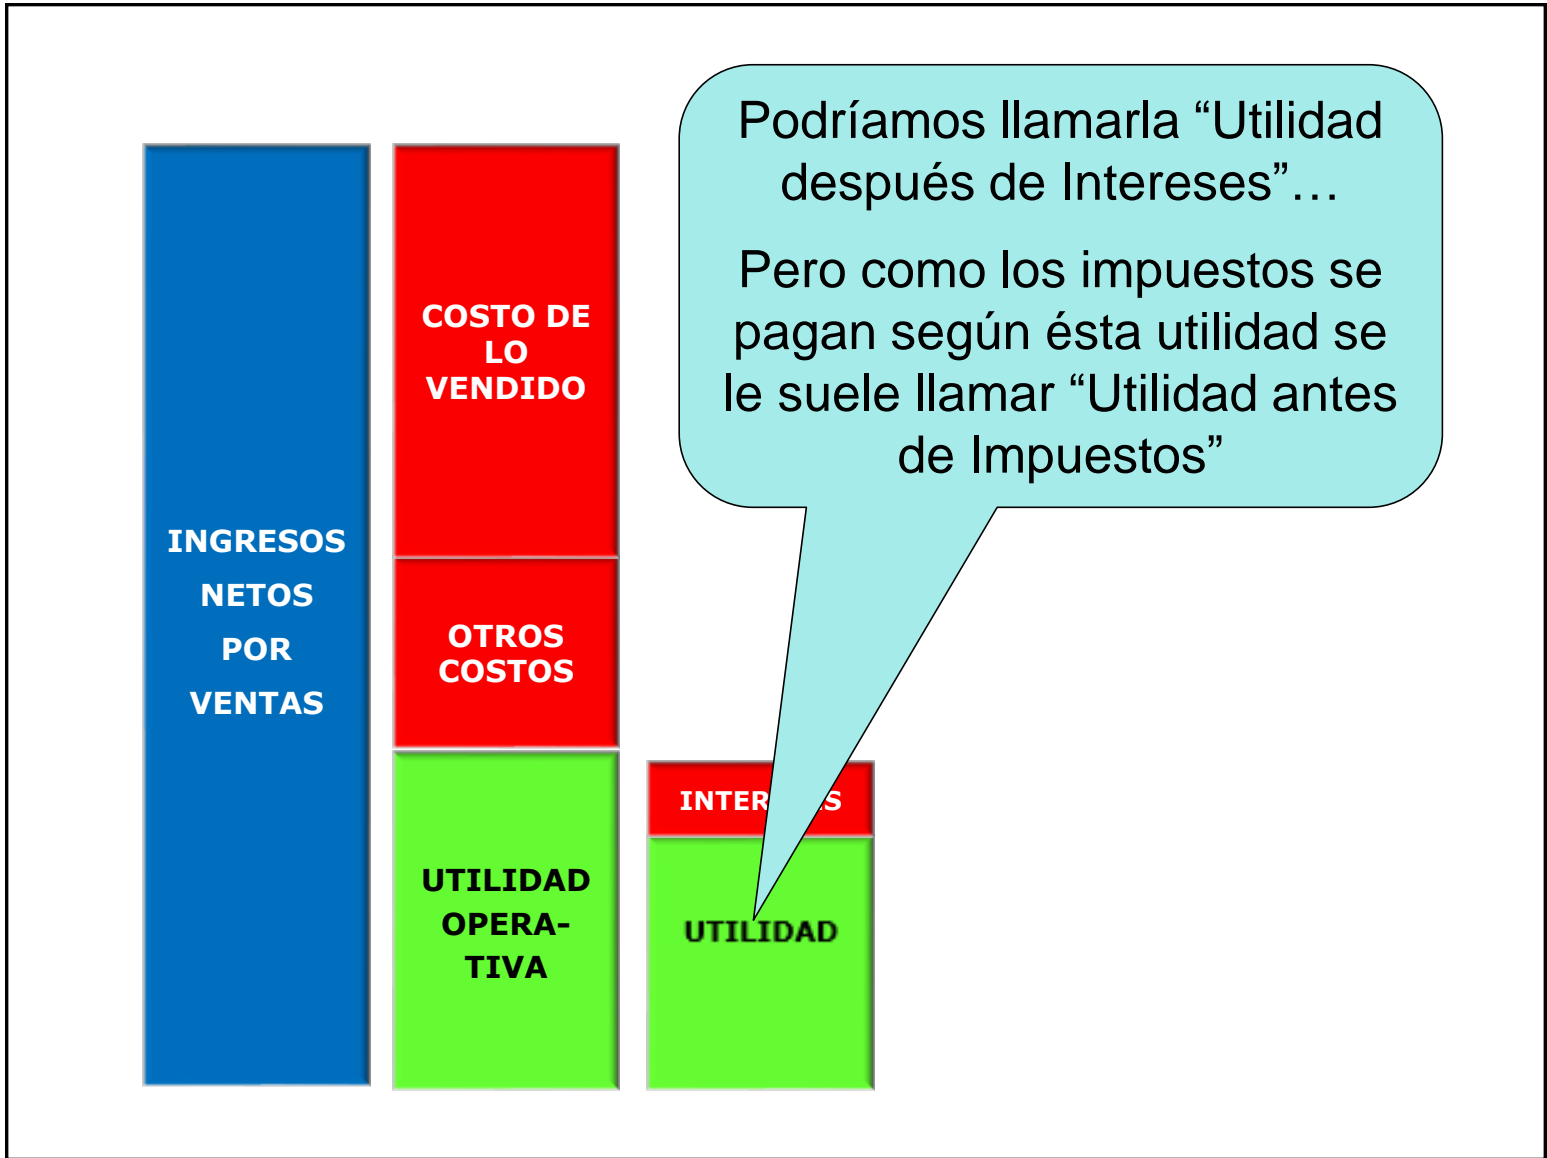 Podríamos llamarla “Utilidad
después de Intereses”…
Pero como los impuestos se
pagan según ésta utilidad se
le suele llamar “Utilidad antes
de Impuestos”
INGRESOS
NETOS
POR
VENTAS
COSTO DE
LO
VENDIDO
OTROS
COSTOS
UTILIDAD
OPERA-
TIVA
UTILIDAD